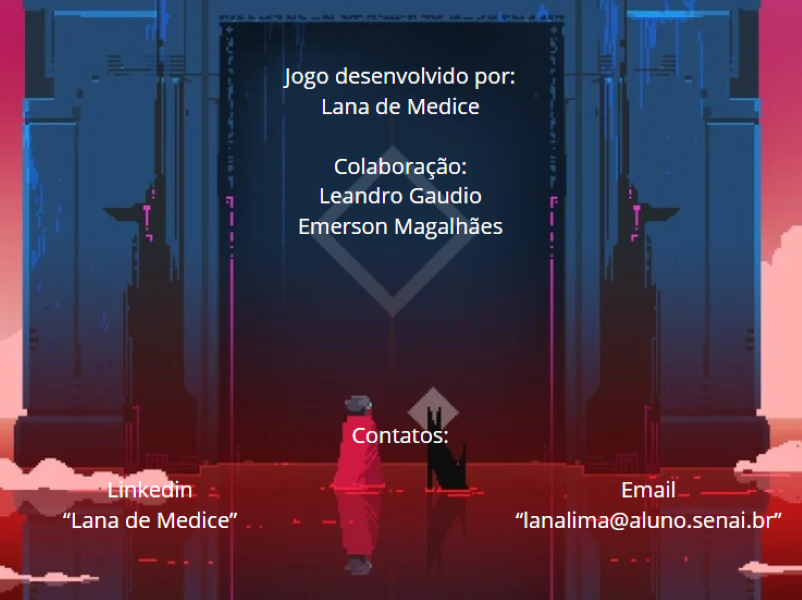 Jogo desenvolvido por:
Lana de Medice
Colaboração:
Leandro Gaudio
Emerson Magalhães
Contatos:
Linkedin
“Lana de Medice”
Email
“lanalima@aluno.senai.br”